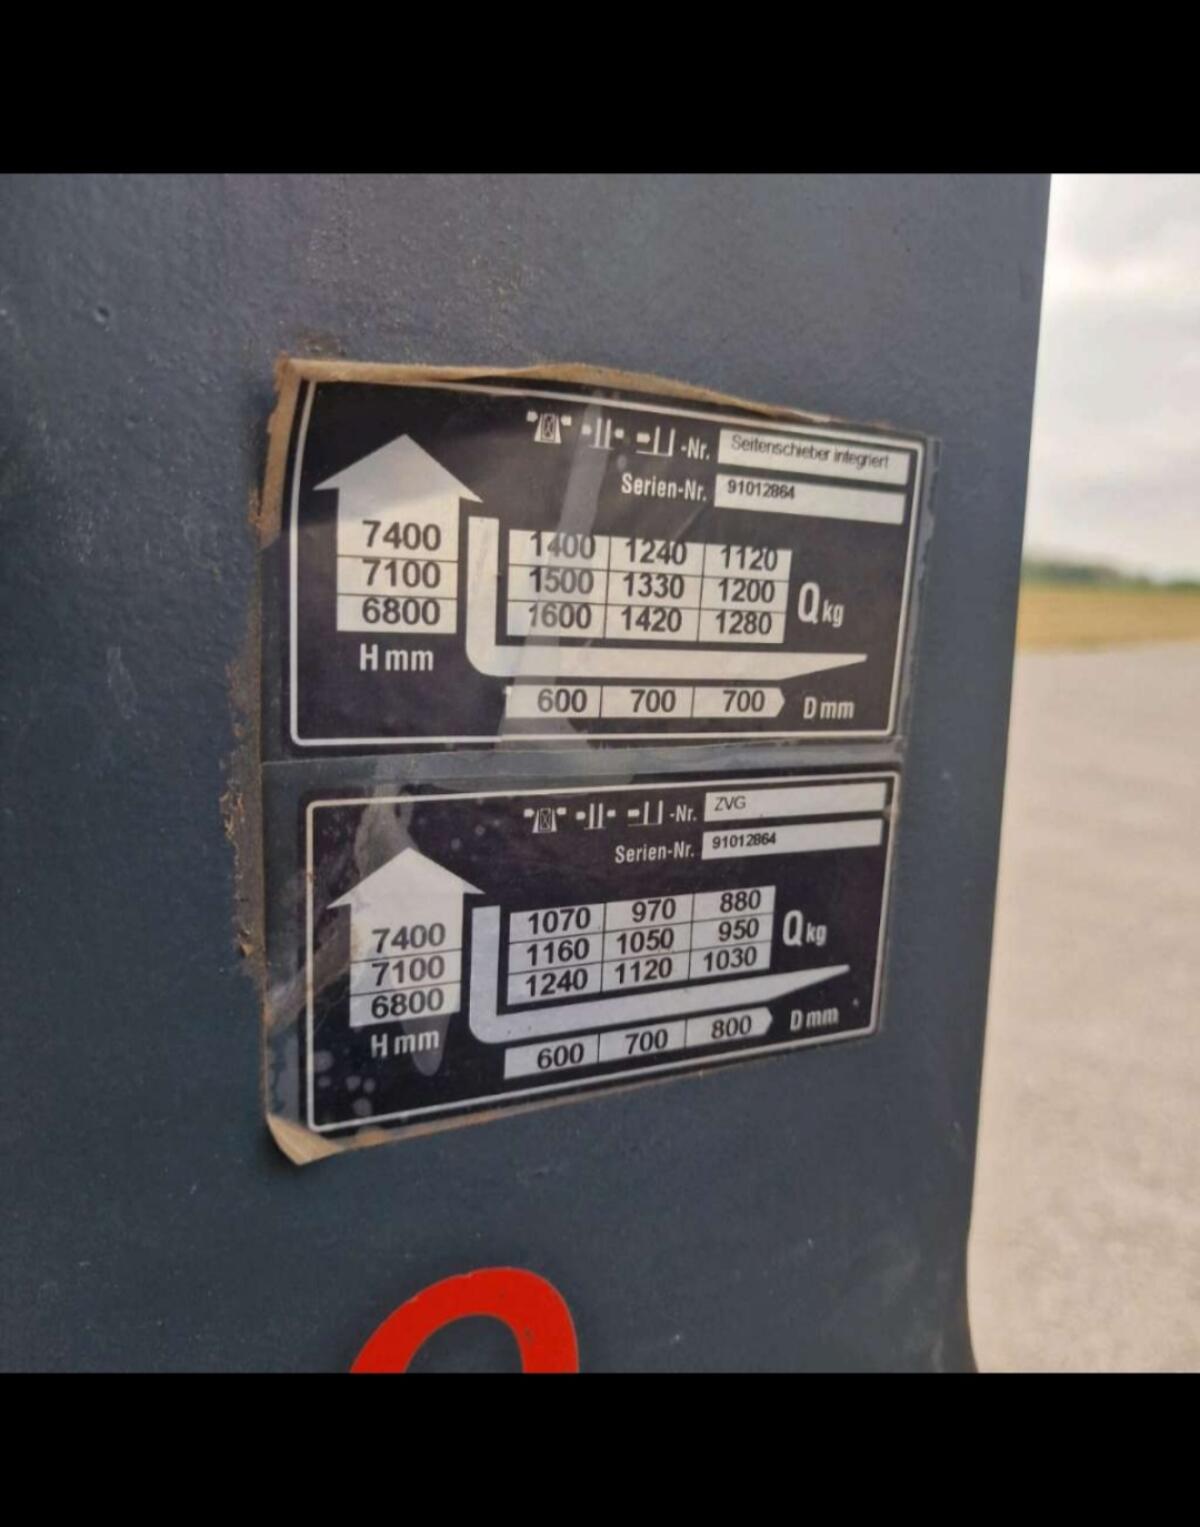 -Nr. Seitenschieber integriert
Serien-Nr. 91012864
7400 1400 1240 1120
7100 1500 1330 1200 Q kg
6800 1600 1420 1280
H mm
600 700 700 D mm
-Nr. ZVG
Serien-Nr. 91012864
7400 1070 970 880
7100 1160 1050 950 Q kg
6800 1240 1120 1030
H mm
600 700 800 D mm